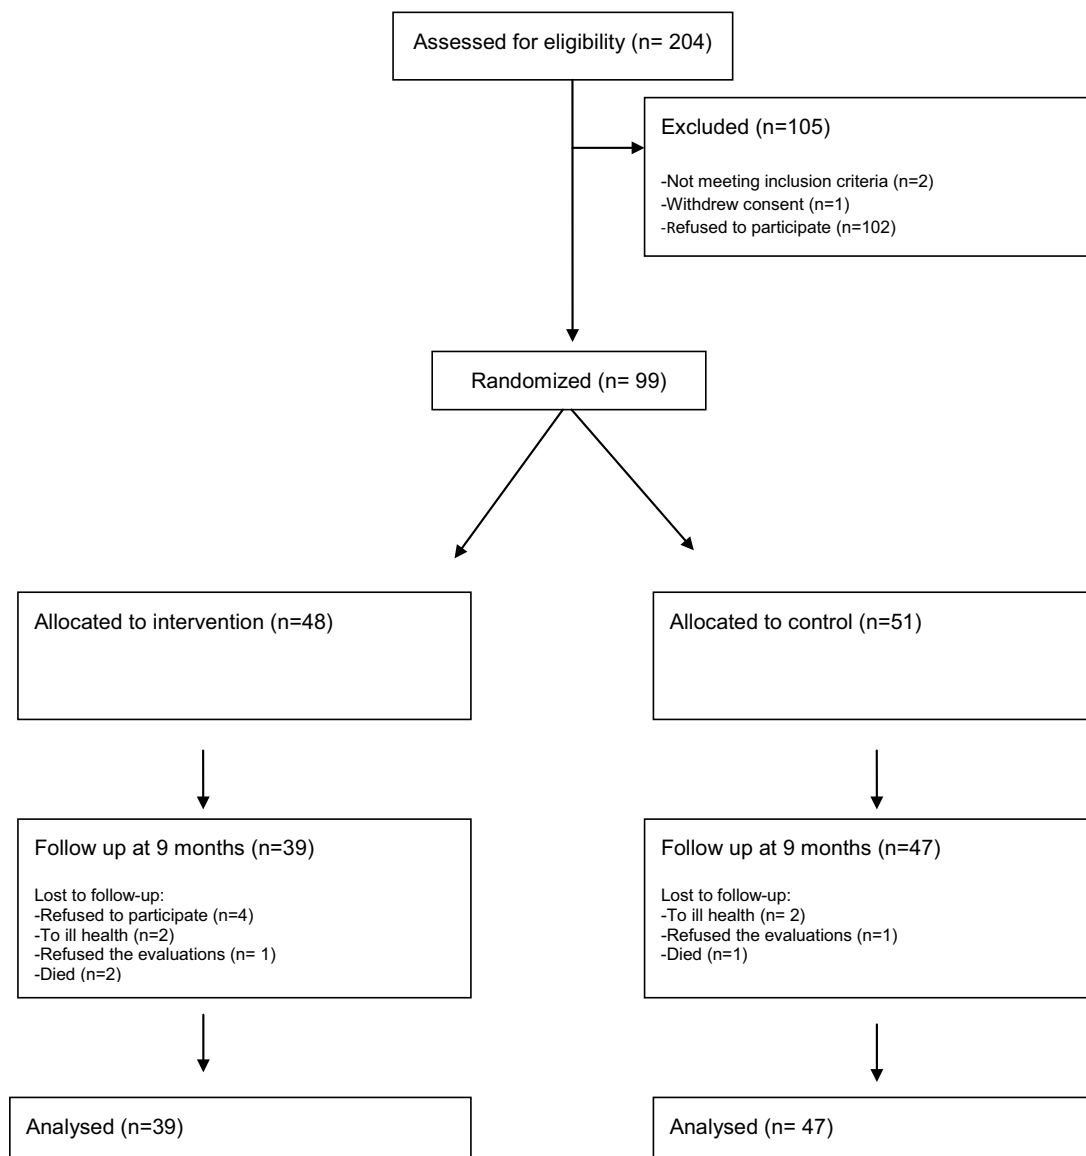 Assessed for eligibility (n= 204)
Excluded (n=105)
-Not meeting inclusion criteria (n=2)
-Withdrew consent (n=1)
-Refused to participate (n=102)
Randomized (n= 99)
Allocated to intervention (n=48)
Allocated to control (n=51)
Follow up at 9 months (n=39)
Lost to follow-up:
-Refused to participate (n=4)
-To ill health (n=2)
-Refused the evaluations (n= 1)
-Died (n=2)
Follow up at 9 months (n=47)
Lost to follow-up:
-To ill health (n= 2)
-Refused the evaluations (n=1)
-Died (n=1)
Analysed (n=39)
Analysed (n= 47)